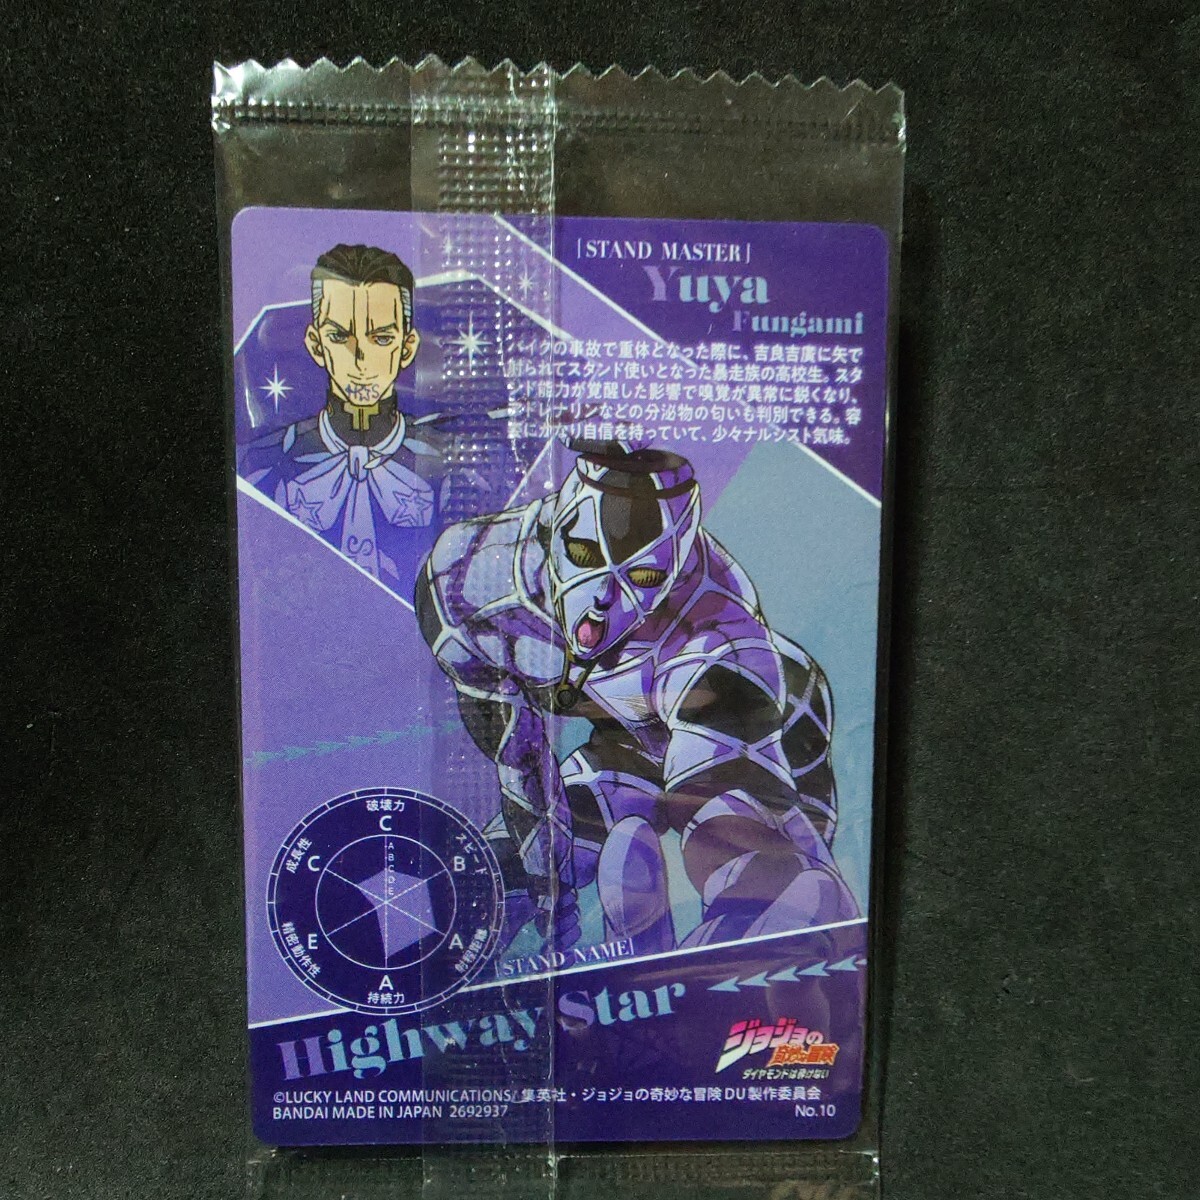 [STAND MASTER]
Yuya
Fungami
バイクの事故で重体となった際に、吉良吉廣に矢で
射られてスタンド使いとなった暴走族の高校生。スタ
ンド能力が覚醒した影響で嗅覚が異常に鋭くなり、
アドレナリンなどの分泌物の匂いも判別できる。容
姿にかなり自信を持っていて、少々ナルシスト気味。
破壊力
C
スピード
B
射程距離
A
持続力
A
精密動作性
E
成長性
C
A
B
C
D
E
[STAND NAME]
Highway Star
ジョジョの
奇妙な冒険
ダイヤモンドは砕けない
©LUCKY LAND COMMUNICATIONS/集英社・ジョジョの奇妙な冒険DU製作委員会
BANDAI MADE IN JAPAN 2692937
No.10